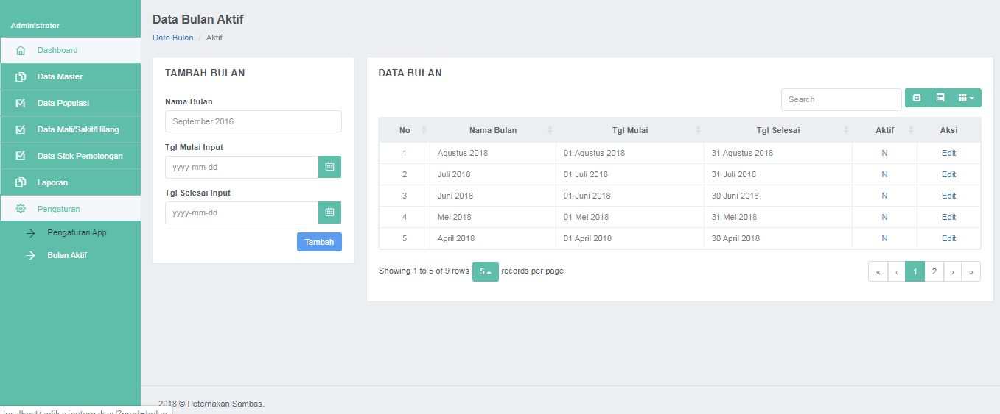 Administrator
Dashboard
Data Master
Data Populasi
Data Mati/Sakit/Hilang
Data Stok Pemotongan
Laporan
Pengaturan
Pengaturan App
Bulan Aktif
Data Bulan Aktif
Data Bulan / Aktif
TAMBAH BULAN
Nama Bulan
September 2016
Tgl Mulai Input
yyyy-mm-dd
Tgl Selesai Input
yyyy-mm-dd
Tambah
DATA BULAN
Search
No Nama Bulan Tgl Mulai Tgl Selesai Aktif Aksi
1 Agustus 2018 01 Agustus 2018 31 Agustus 2018 N Edit
2 Juli 2018 01 Juli 2018 31 Juli 2018 N Edit
3 Juni 2018 01 Juni 2018 30 Juni 2018 N Edit
4 Mei 2018 01 Mei 2018 31 Mei 2018 N Edit
5 April 2018 01 April 2018 30 April 2018 N Edit
Showing 1 to 5 of 9 rows 5 records per page
« ‹ 1 2 › »
2018 © Peternakan Sambas.
localhost/aplikasipeternakan/?mod=bulan